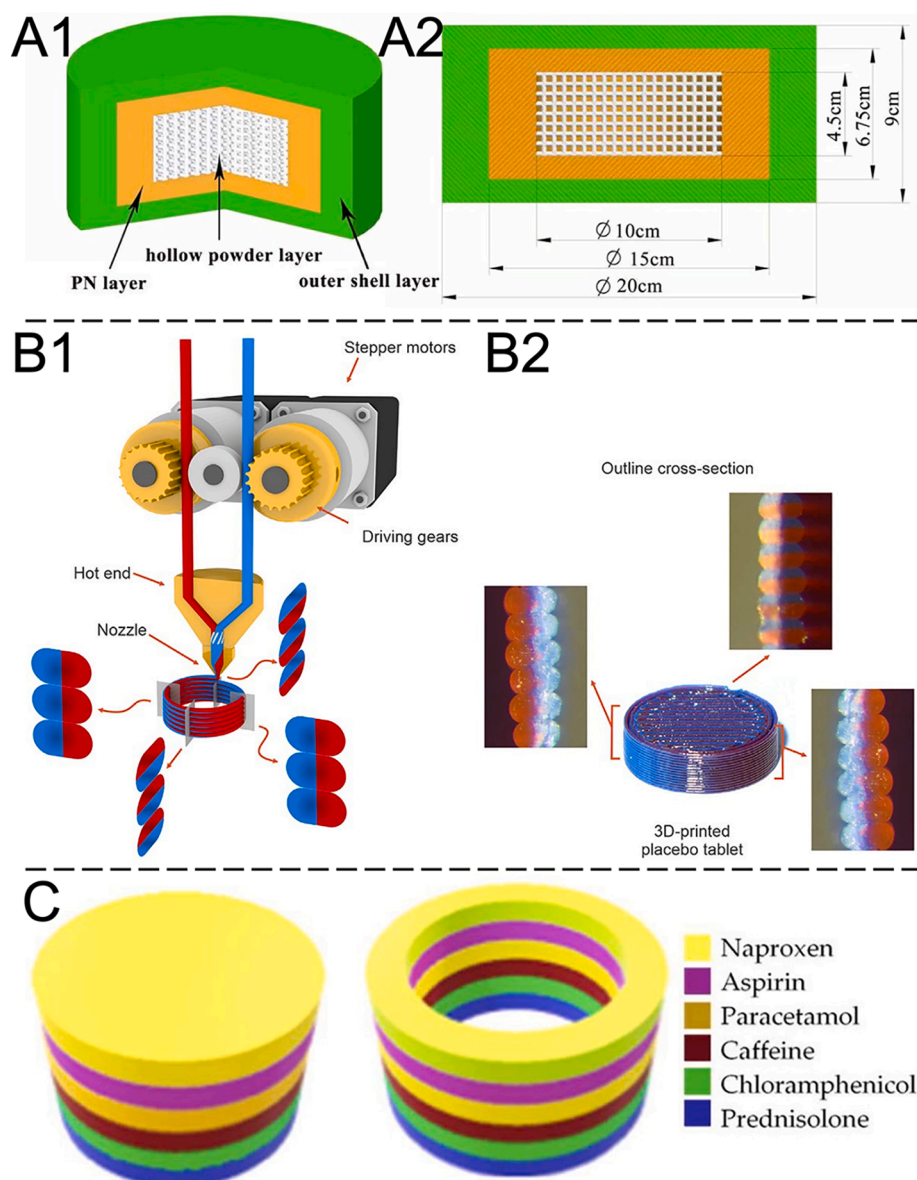 A1
hollow powder layer
PN layer
outer shell layer
A2
4.5cm
6.75cm
9cm
∅ 10cm
∅ 15cm
∅ 20cm
B1
Stepper motors
Driving gears
Hot end
Nozzle
B2
Outline cross-section
3D-printed
placebo tablet
C
Naproxen
Aspirin
Paracetamol
Caffeine
Chloramphenicol
Prednisolone